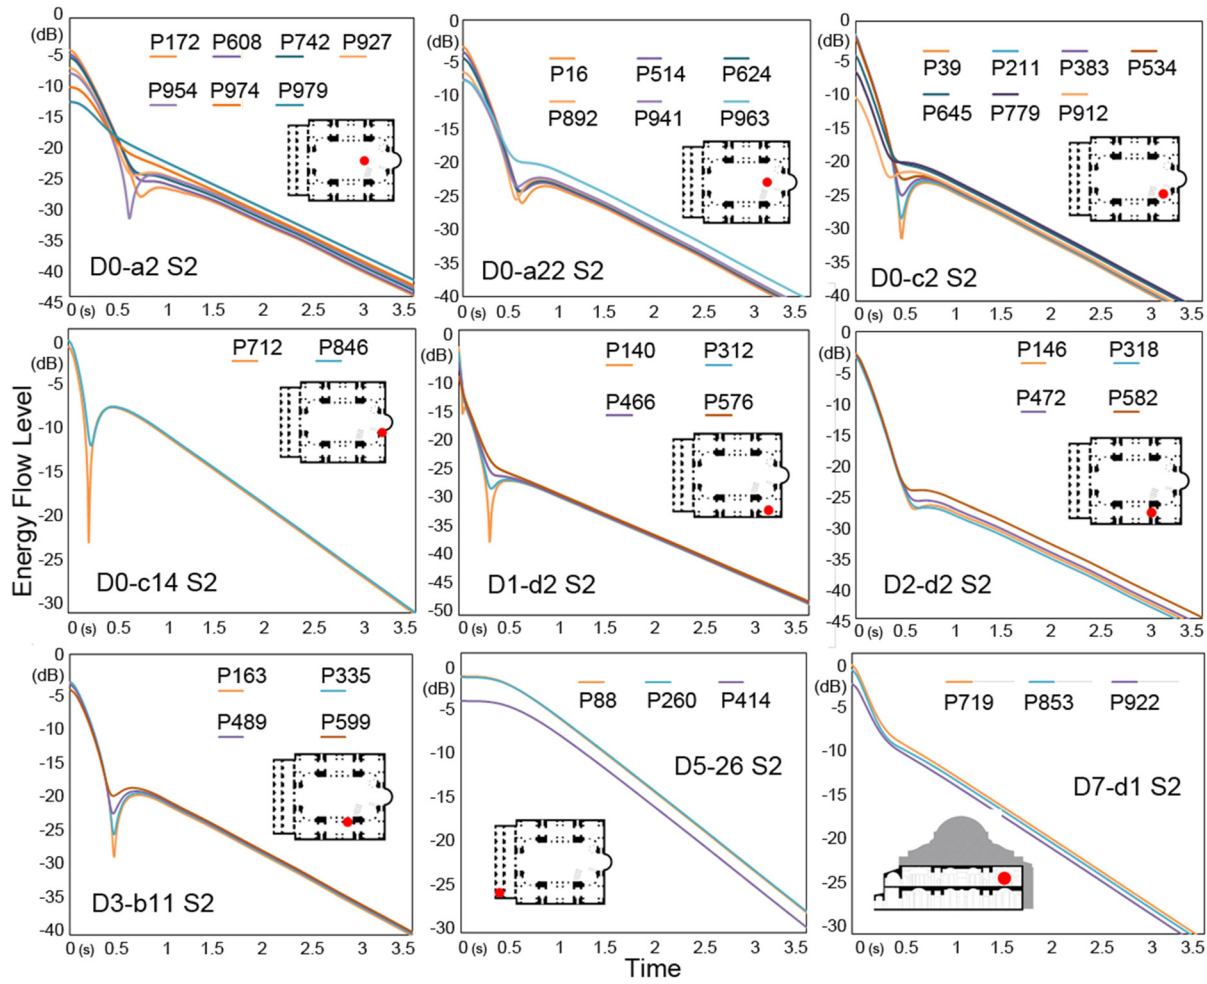 Energy Flow Level
0
(dB)
-5
-10
-15
-20
-25
-30
-35
-40
-45
P172 P608 P742 P927
P954 P974 P979
D0-a2 S2
0 (s) 0.5 1 1.5 2 2.5 3 3.5
0
(dB)
-5
-10
-15
-20
-25
-30
-35
-40
P16 P514 P624
P892 P941 P963
D0-a22 S2
0 (s) 0.5 1 1.5 2 2.5 3 3.5
0
(dB)
-5
-10
-15
-20
-25
-30
-35
-40
P39 P211 P383 P534
P645 P779 P912
D0-c2 S2
0 (s) 0.5 1 1.5 2 2.5 3 3.5
0
(dB)
-5
-10
-15
-20
-25
-30
P712 P846
D0-c14 S2
0 (s) 0.5 1 1.5 2 2.5 3 3.5
0
(dB)
-10
-15
-20
-25
-30
-35
-40
-45
-50
P140 P312
P466 P576
D1-d2 S2
0 (s) 0.5 1 1.5 2 2.5 3 3.5
0
(dB)
-5
-10
-15
-20
-25
-30
-35
-40
-45
P146 P318
P472 P582
D2-d2 S2
0 (s) 0.5 1 1.5 2 2.5 3 3.5
0
(dB)
-5
-10
-15
-20
-25
-30
-35
-40
P163 P335
P489 P599
D3-b11 S2
0 (s) 0.5 1 1.5 2 2.5 3 3.5
0
(dB)
-5
-10
-15
-20
-25
-30
P88 P260 P414
D5-26 S2
0 (s) 0.5 1 1.5 2 2.5 3 3.5
0
(dB)
-5
-10
-15
-20
-25
-30
P719 P853 P922
D7-d1 S2
0 (s) 0.5 1 1.5 2 2.5 3 3.5
Time